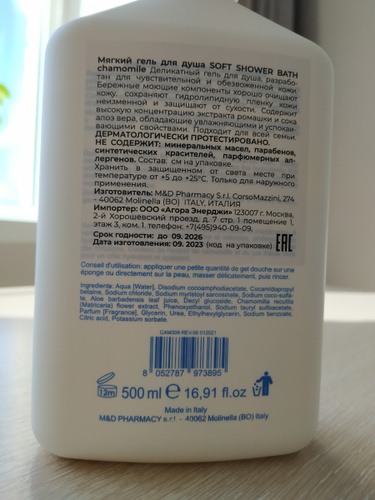 Мягкий гель для душа SOFT SHOWER BATH
chamomile Деликатный гель для душа, разрабо-
тан для чувствительной и обезвоженной кожи.
Бережные моющие компоненты хорошо очищают
кожу, сохраняют гидролипидную пленку кожи
неизменной и защищают от сухости. Содержит
высокую концентрацию экстракта ромашки и сока
алоэ вера, обладающие увлажняющими и успокаи-
вающими свойствами. Подходит для всей семьи.
ДЕРМАТОЛОГИЧЕСКИ ПРОТЕСТИРОВАНО.
НЕ СОДЕРЖИТ: минеральных масел, парабенов,
синтетических красителей, парфюмерных ал-
лергенов. Состав: см на упаковке.
Хранить в защищенном от света месте при
температуре от +5 до +25°С. Только для наружного
применения.
Изготовитель: M&D Pharmacy S.r.l. CorsoMazzini, 274
- 40062 Molinella (BO) ITALY, ИТАЛИЯ
Импортер: ООО «Агора Энерджи» 123007 г. Москва,
2-й Хорошевский проезд, д. 7 стр. 1 помещение 1,
этаж 3, ком. 1. телефон: +7(495)940-09-09.
Срок годности: до 09. 2026
Дата изготовления: 09. 2023 (код на упаковке) EAC
Conseil d'utilisation: appliquer une petite quantité de gel douche sur une
éponge ou directement sur la peau, masser délicatement, puis rincer.
Ingredients: Aqua [Water], Disodium cocoamphodiacetate, Cocamidopropyl
betaine, Sodium chloride, Sodium myristoyl sarcosinate, Sodium coco-sulfa-
te, Aloe barbadensis leaf juice, Decyl glucoside, Chamomilla recutita
(Matricaria) flower extract, Phenoxyethanol, Sodium lauryl sulfoacetate,
Parfum [Fragrance], Glycerin, Urea, Ethylhexylglycerin, Sodium benzoate,
Citric acid, Potassium sorbate.
8 052787 973895
12m 500 ml e 16,91 fl.oz
Made in Italy
M&D PHARMACY s.r.l. - 40062 Molinella (BO) Italy